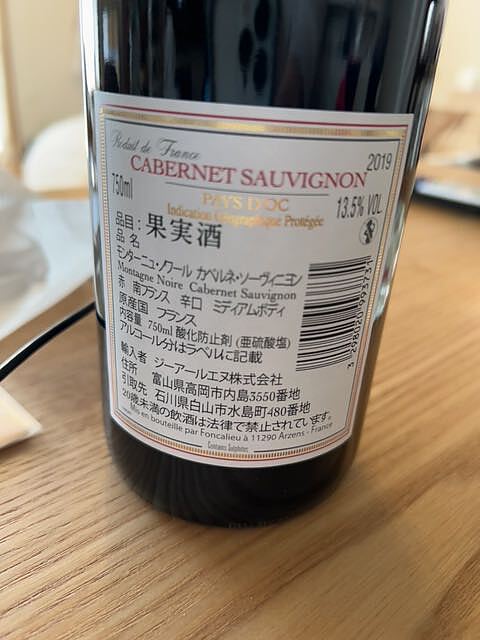 Produit de France
2019
CABERNET SAUVIGNON
750ml
PAYS D'OC
13.5% VOL
Indication Géographique Protégée
品目：果実酒
品 名
モンターニュ・ノワール カベルネ・ソーヴィニヨン
Montagne Noire Cabernet Sauvignon
赤 南フランス 辛口 ミディアムボディ
原産国 フランス
内容量 750ml 酸化防止剤 (亜硫酸塩)
アルコール分はラベルに記載
輸入者 ジーアールエヌ株式会社
住所 富山県高岡市内島3550番地
引取先 石川県白山市水島町480番地
20歳未満の飲酒は法律で禁止されています。
Mis en bouteille par Foncalieu à 11290 Arzens - France
Contains Sulphites